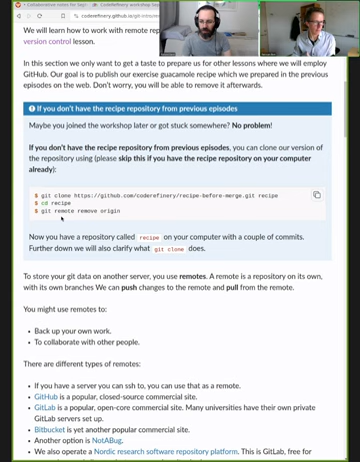 coderefinery.github.io/git-intro
We will learn how to work with remote rep
version control lesson.
In this section we only want to get a taste to prepare us for other lessons where we will employ
GitHub. Our goal is to publish our exercise guacamole recipe which we prepared in the previous
episodes on the web. Don't worry, you will be able to remove it afterwards.
If you don't have the recipe repository from previous episodes
Maybe you joined the workshop later or got stuck somewhere? No problem!
If you don't have the recipe repository from previous episodes, you can clone our version of
the repository using (please skip this if you have the recipe repository on your computer
already):
$ git clone https://github.com/coderefinery/recipe-before-merge.git recipe
$ cd recipe
$ git remote remove origin
Now you have a repository called recipe on your computer with a couple of commits.
Further down we will also clarify what git clone does.
To store your git data on another server, you use remotes. A remote is a repository on its own,
with its own branches We can push changes to the remote and pull from the remote.
You might use remotes to:
• Back up your own work.
• To collaborate with other people.
There are different types of remotes:
• If you have a server you can ssh to, you can use that as a remote.
• GitHub is a popular, closed-source commercial site.
• GitLab is a popular, open-core commercial site. Many universities have their own private
GitLab servers set up.
• Bitbucket is yet another popular commercial site.
• Another option is NotABug.
• We also operate a Nordic research software repository platform. This is GitLab, free for